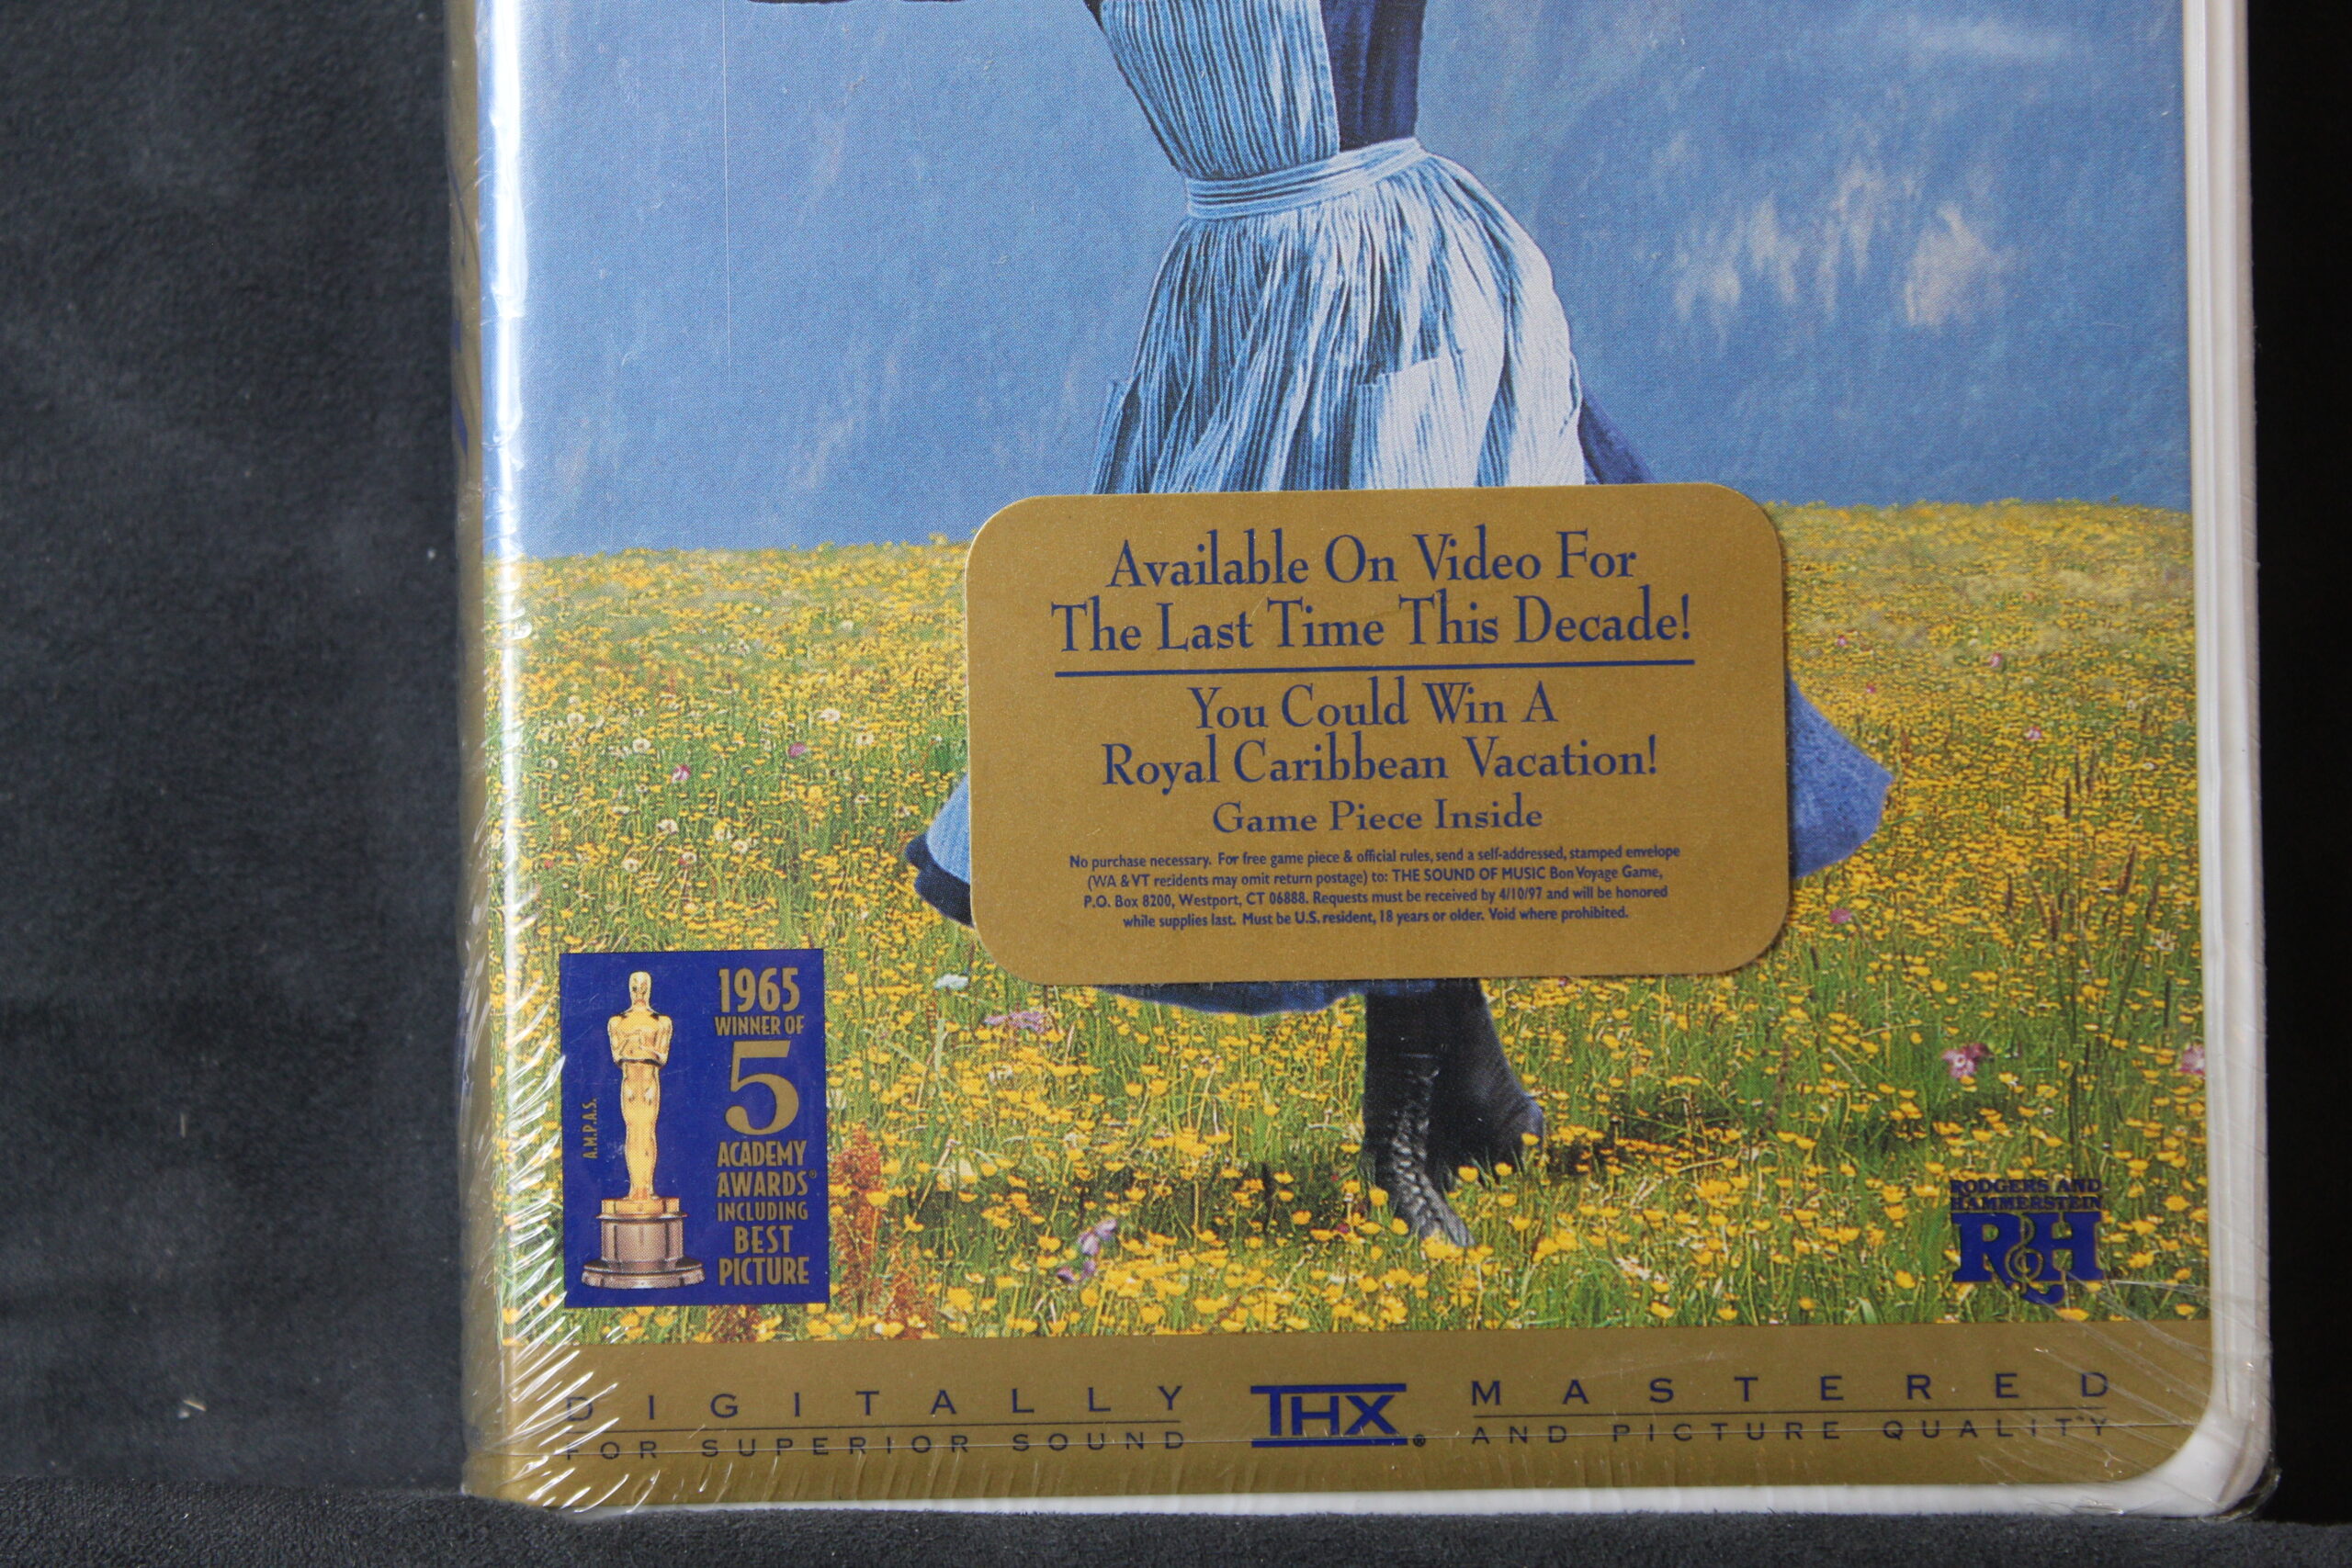 Available On Video For
The Last Time This Decade!
You Could Win A
Royal Caribbean Vacation!
Game Piece Inside
No purchase necessary. For free game piece & official rules, send a self-addressed, stamped envelope
(WA & VT residents may omit return postage) to: THE SOUND OF MUSIC Bon Voyage Game,
P.O. Box 8200, Westport, CT 06888. Requests must be received by 4/10/97 and will be honored
while supplies last. Must be U.S. resident, 18 years or older. Void where prohibited.
A.M.P.A.S.
1965
WINNER OF
5
ACADEMY
AWARDS®
INCLUDING
BEST
PICTURE
RODGERS AND
HAMMERSTEIN
R&H
DIGITALLY THX® MASTERED
FOR SUPERIOR SOUND AND PICTURE QUALITY